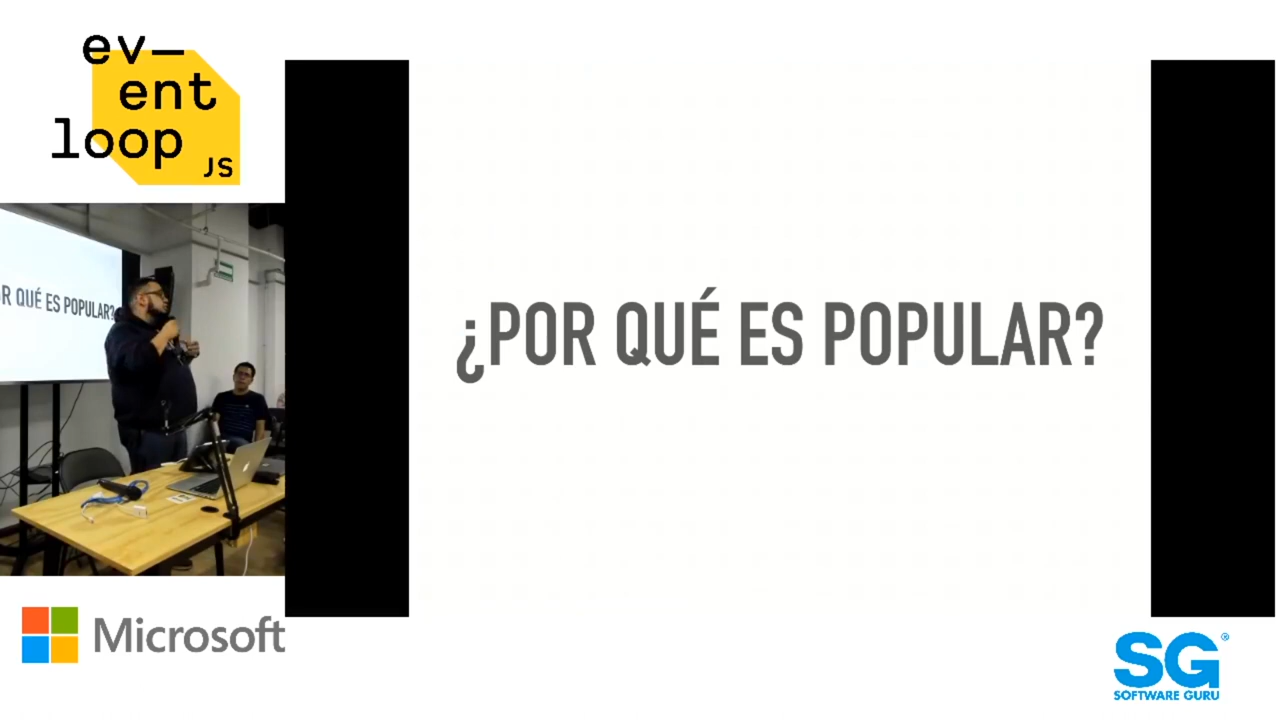 ev—
ent
loop
JS
R QUÉ ES POPULAR?
¿POR QUÉ ES POPULAR?
Microsoft
SG®
SOFTWARE GURU